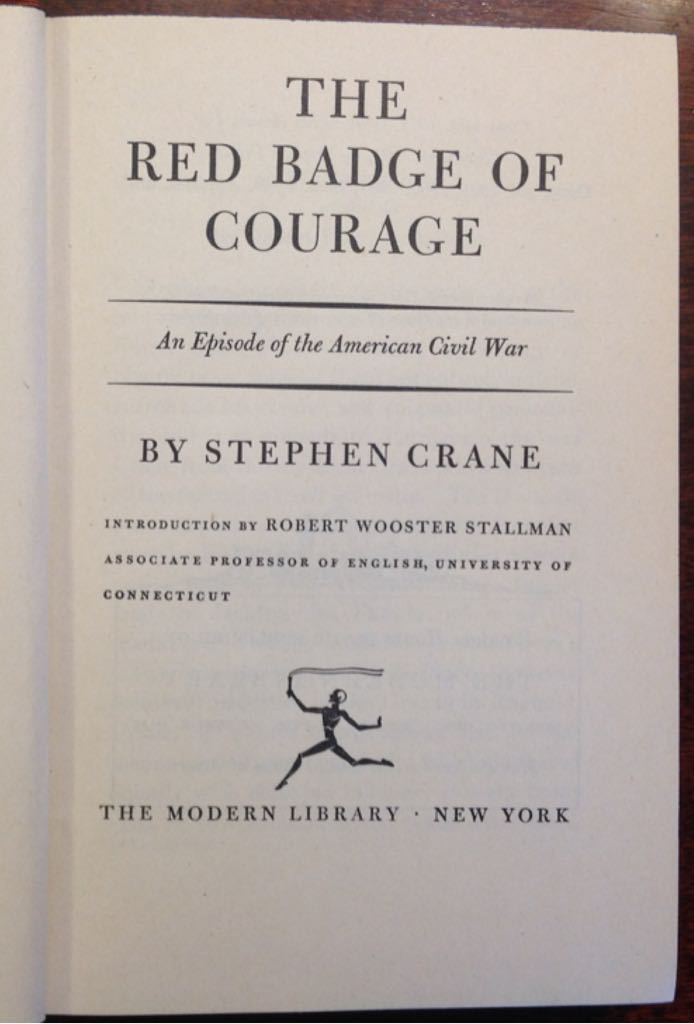 THE
RED BADGE OF
COURAGE
An Episode of the American Civil War
BY STEPHEN CRANE
INTRODUCTION BY ROBERT WOOSTER STALLMAN
ASSOCIATE PROFESSOR OF ENGLISH, UNIVERSITY OF
CONNECTICUT
THE MODERN LIBRARY · NEW YORK